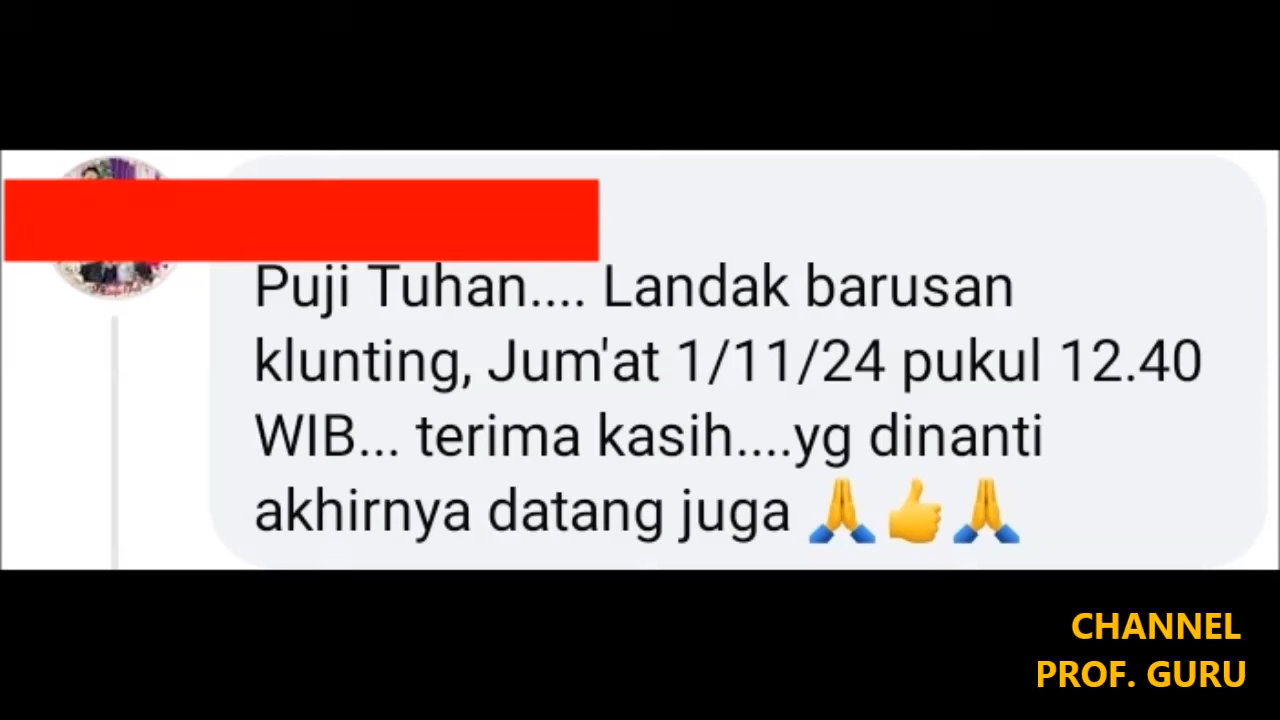 Puji Tuhan.... Landak barusan
klunting, Jum'at 1/11/24 pukul 12.40
WIB... terima kasih....yg dinanti
akhirnya datang juga 🙏👍🙏
CHANNEL
PROF. GURU